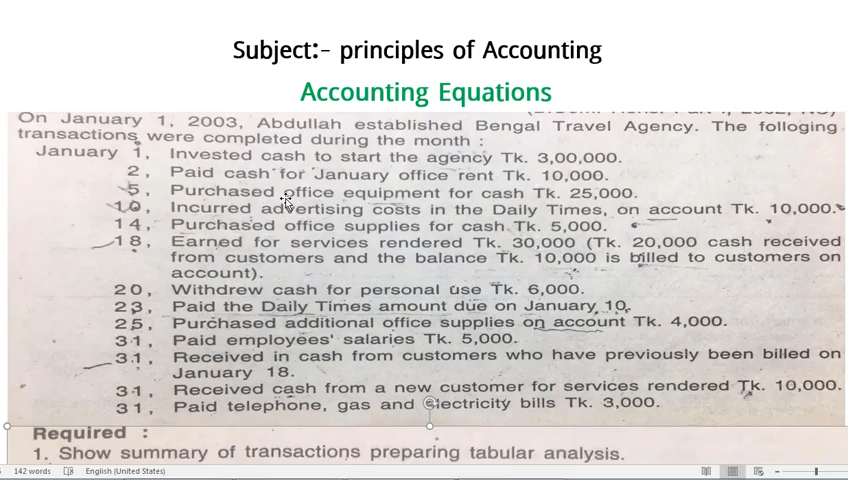 Subject:- principles of Accounting
Accounting Equations
On January 1, 2003, Abdullah established Bengal Travel Agency. The folloging
transactions were completed during the month :
January 1, Invested cash to start the agency Tk. 3,00,000.
2, Paid cash for January office rent Tk. 10,000.
5, Purchased office equipment for cash Tk. 25,000.
10, Incurred advertising costs in the Daily Times, on account Tk. 10,000.
14, Purchased office supplies for cash Tk. 5,000.
18, Earned for services rendered Tk. 30,000 (Tk. 20,000 cash received
from customers and the balance Tk. 10,000 is billed to customers on
account).
20, Withdrew cash for personal use Tk. 6,000.
23, Paid the Daily Times amount due on January 10.
25, Purchased additional office supplies on account Tk. 4,000.
31, Paid employees' salaries Tk. 5,000.
31, Received in cash from customers who have previously been billed on
January 18.
31, Received cash from a new customer for services rendered Tk. 10,000.
31, Paid telephone, gas and electricity bills Tk. 3,000.
Required :
1. Show summary of transactions preparing tabular analysis.
142 words English (United States)